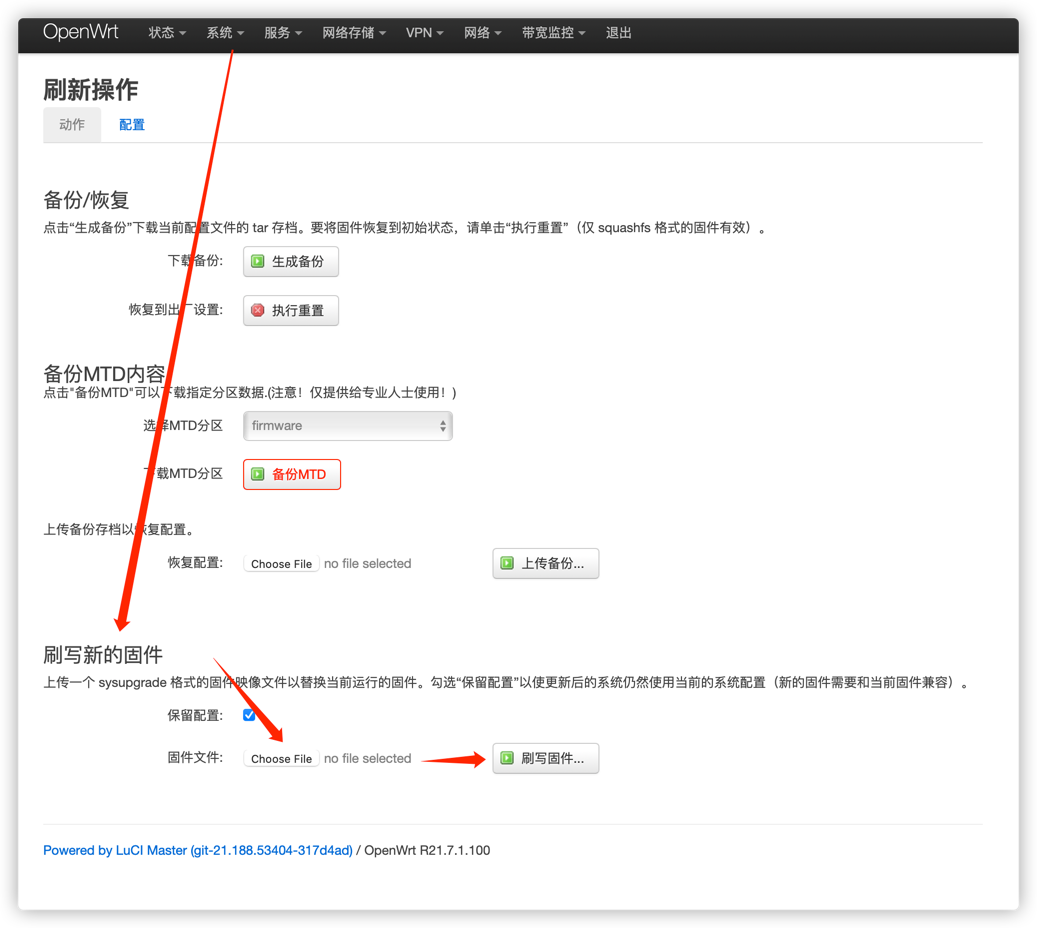 OpenWrt 状态 系统 服务 网络存储 VPN 网络 带宽监控 退出
刷新操作
动作 配置
备份/恢复
点击“生成备份”下载当前配置文件的 tar 存档。要将固件恢复到初始状态，请单击“执行重置”（仅 squashfs 格式的固件有效）。
下载备份: 生成备份
恢复到出厂设置: 执行重置
备份MTD内容
点击"备份MTD"可以下载指定分区数据.(注意！仅提供给专业人士使用！)
选择MTD分区 firmware
下载MTD分区 备份MTD
上传备份存档以恢复配置。
恢复配置: Choose File no file selected 上传备份...
刷写新的固件
上传一个 sysupgrade 格式的固件映像文件以替换当前运行的固件。勾选“保留配置”以使更新后的系统仍然使用当前的系统配置（新的固件需要和当前固件兼容）。
保留配置:
固件文件: Choose File no file selected 刷写固件...
Powered by LuCI Master (git-21.188.53404-317d4ad) / OpenWrt R21.7.1.100